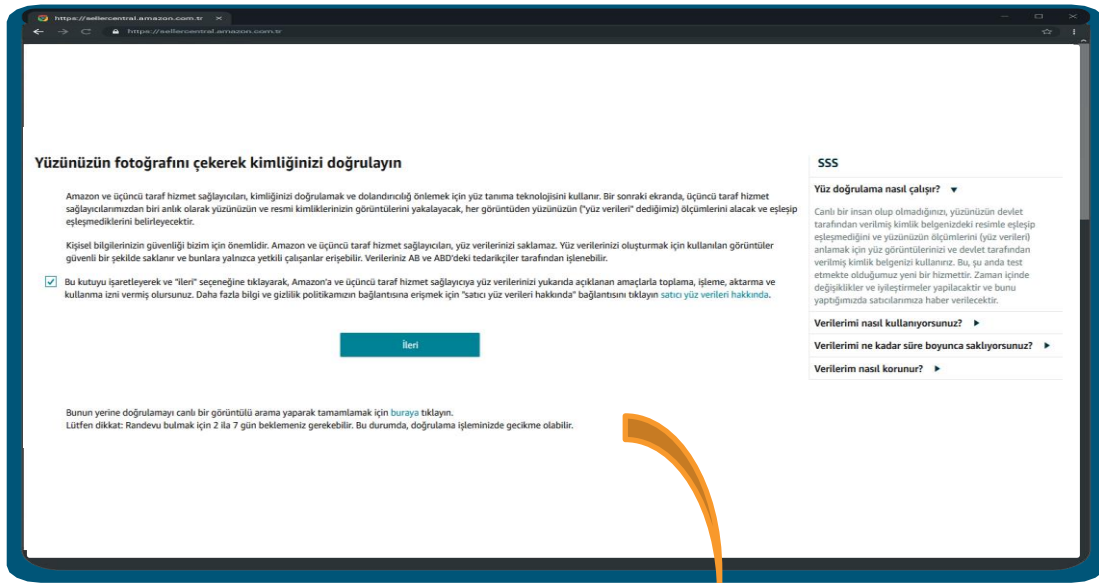 https://sellercentral.amazon.com.tr
https://sellercentral.amazon.com.tr
Yüzünüzün fotoğrafını çekerek kimliğinizi doğrulayın
Amazon ve üçüncü taraf hizmet sağlayıcıları, kimliğinizi doğrulamak ve dolandırıcılığ önlemek için yüz tanıma teknolojisini kullanır. Bir sonraki ekranda, üçüncü taraf hizmet
sağlayıcılarımızdan biri anlık olarak yüzünüzün ve resmi kimliklerinizin görüntülerini yakalayacak, her görüntüden yüzünüzün ("yüz verileri" dediğimiz) ölçümlerini alacak ve eşleşip
eşleşmediklerini belirleyecektir.
Kişisel bilgilerinizin güvenliği bizim için önemlidir. Amazon ve üçüncü taraf hizmet sağlayıcıları, yüz verilerinizi saklamaz. Yüz verilerinizi oluşturmak için kullanılan görüntüler
güvenli bir şekilde saklanır ve bunlara yalnızca yetkili çalışanlar erişebilir. Verileriniz AB ve ABD'deki tedarikçiler tarafından işlenebilir.
Bu kutuyu işaretleyerek ve "ileri" seçeneğine tıklayarak, Amazon'a ve üçüncü taraf hizmet sağlayıcıya yüz verilerinizi yukarıda açıklanan amaçlarla toplama, işleme, aktarma ve
kullanma izni vermiş olursunuz. Daha fazla bilgi ve gizlilik politikamızın bağlantısına erişmek için "satıcı yüz verileri hakkında" bağlantısını tıklayın satıcı yüz verileri hakkında.
İleri
Bunun yerine doğrulamayı canlı bir görüntülü arama yaparak tamamlamak için buraya tıklayın.
Lütfen dikkat: Randevu bulmak için 2 ila 7 gün beklemeniz gerekebilir. Bu durumda, doğrulama işleminizde gecikme olabilir.
SSS
Yüz doğrulama nasıl çalışır?
Canlı bir insan olup olmadığınızı, yüzünüzün devlet
tarafından verilmiş kimlik belgenizdeki resimle eşleşip
eşleşmediğini ve yüzünüzün ölçümlerini (yüz verileri)
anlamak için yüz görüntülerinizi ve devlet tarafından
verilmiş kimlik belgenizi kullanırız. Bu, şu anda test
etmekte olduğumuz yeni bir hizmettir. Zaman içinde
değişiklikler ve iyileştirmeler yapılacaktir ve bunu
yaptığımızda satıcılarımıza haber verilecektir.
Verilerimi nasıl kullanıyorsunuz?
Verilerimi ne kadar süre boyunca saklıyorsunuz?
Verilerim nasıl korunur?